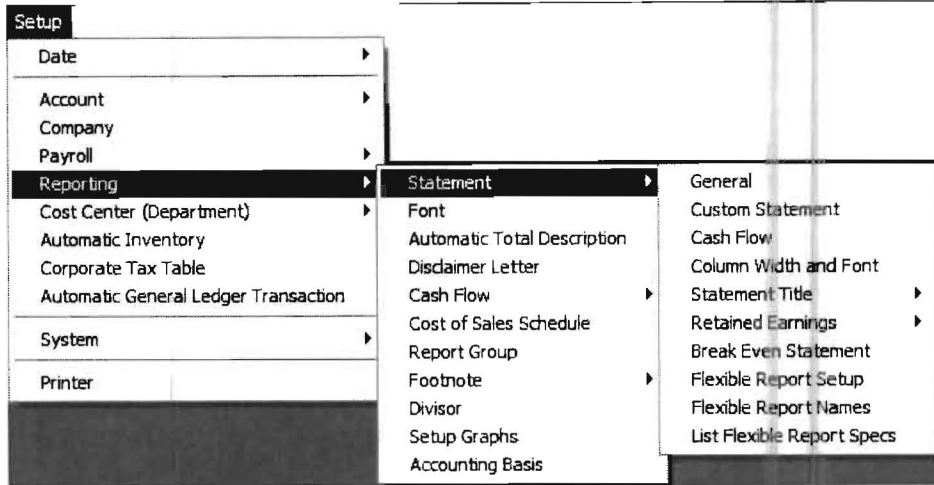 Setup
Date
Account
Company
Payroll
Reporting
Cost Center (Department)
Automatic Inventory
Corporate Tax Table
Automatic General Ledger Transaction
System
Printer
Statement
Font
Automatic Total Description
Disclaimer Letter
Cash Flow
Cost of Sales Schedule
Report Group
Footnote
Divisor
Setup Graphs
Accounting Basis
General
Custom Statement
Cash Flow
Column Width and Font
Statement Title
Retained Earnings
Break Even Statement
Flexible Report Setup
Flexible Report Names
List Flexible Report Specs